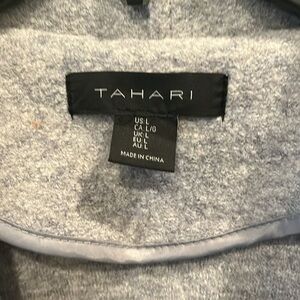 TAHARI
US L
CA L/G
UK L
EU L
AU L
MADE IN CHINA